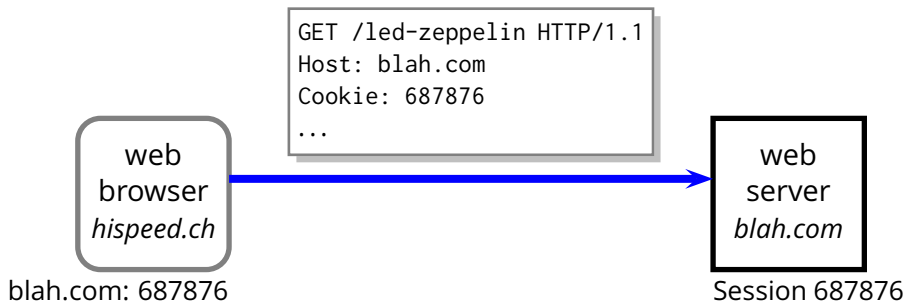 GET /led-zeppelin HTTP/1.1
Host: blah.com
Cookie: 687876
...
web
browser
hispeed.ch
web
server
blah.com
blah.com: 687876
Session 687876